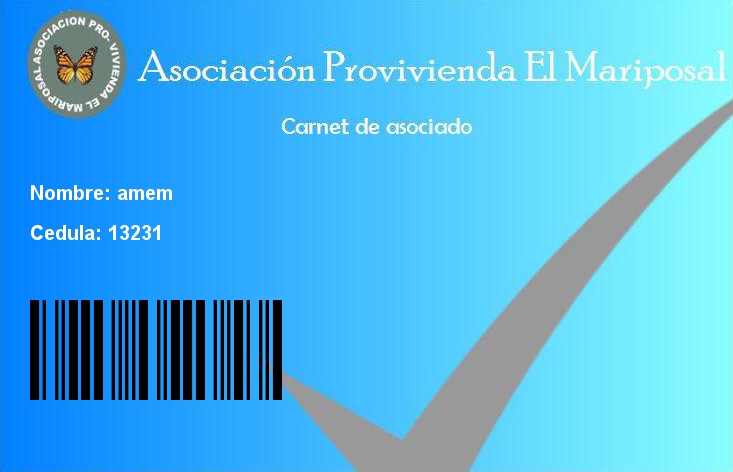 ASOCIACION PRO. VIVIENDA EL MARIPOSAL
Asociación Provivienda El Mariposal
Carnet de asociado
Nombre: amem
Cedula: 13231